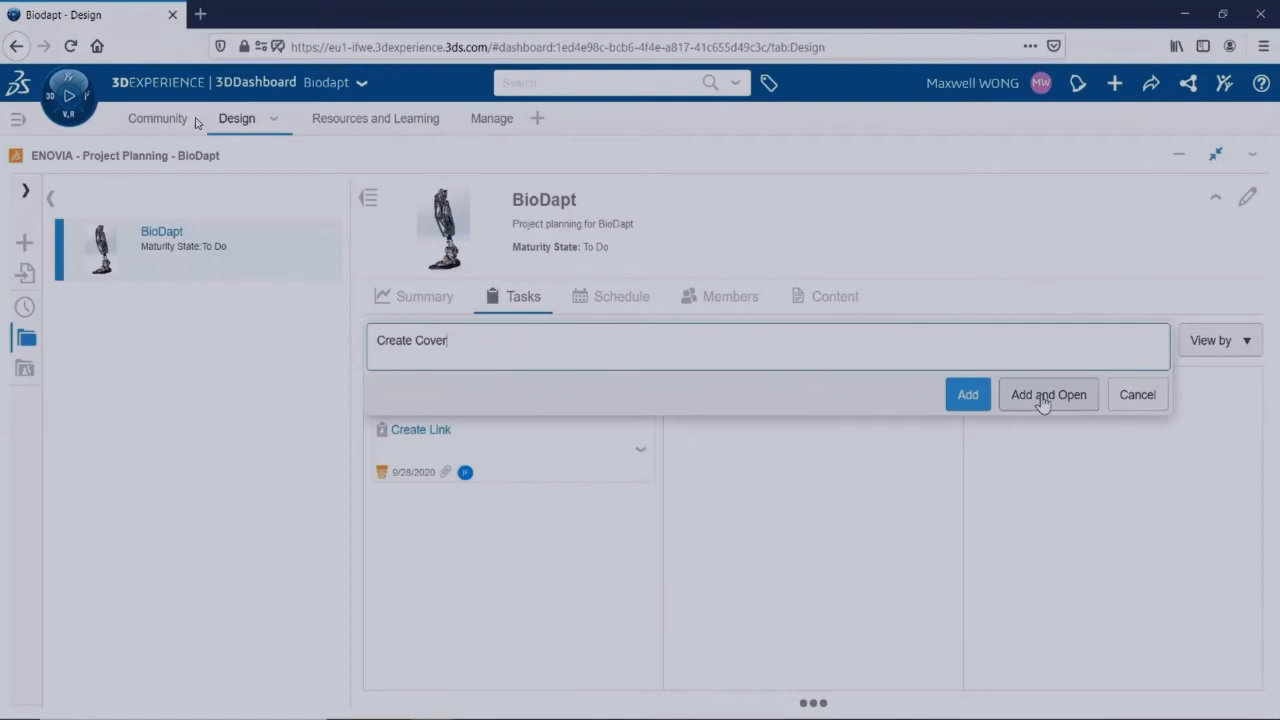 Biodapt - Design
https://eu1-ifwe.3dexperience.3ds.com/#dashboard:1ed4e98c-bcb6-4f4e-a817-41c655d49c3c/tab:Design
3DEXPERIENCE | 3DDashboard Biodapt
Search
Maxwell WONG MW
3D
V,R
Community Design Resources and Learning Manage
ENOVIA - Project Planning - BioDapt
BioDapt
Maturity State: To Do
BioDapt
Project planning for BioDapt
Maturity State: To Do
Summary Tasks Schedule Members Content
Create Cover
View by
Add Add and Open Cancel
Create Link
9/28/2020